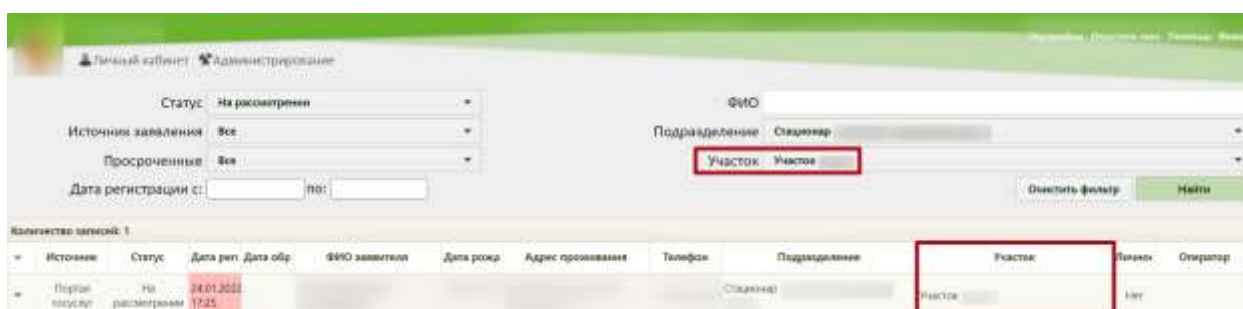 Личный кабинет Администрирование
Статус На рассмотрении ФИО
Источник заявления Все Подразделение Стационар
Просроченные Все Участок Участок
Дата регистрации с: по: Очистить фильтр Найти
Количество записей: 1
Источник Статус Дата рег. Дата обр. ФИО заявителя Дата рожд Адрес проживания Телефон Подразделение Участок Личное Оператор
Портал На 24.01.2022 Стационар
госуслуг рассмотрении 17:25 Участок Нет